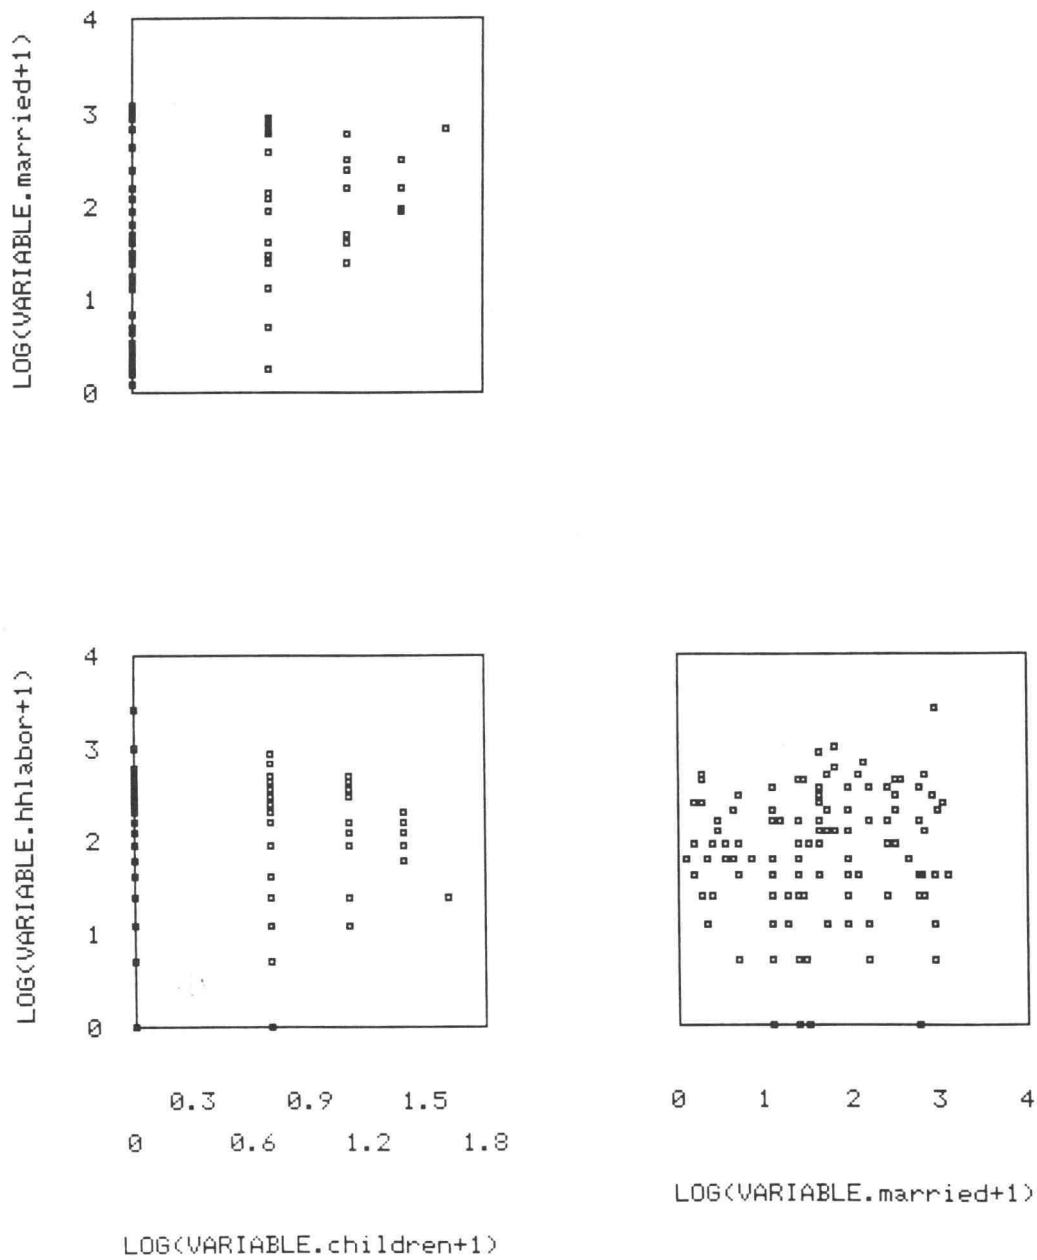 LOG(VARIABLE.married+1)
4
3
2
1
0
LOG(VARIABLE.hhlabor+1)
4
3
2
1
0
0.3 0.9 1.5
0 0.6 1.2 1.8
LOG(VARIABLE.children+1)
0 1 2 3 4
LOG(VARIABLE.married+1)